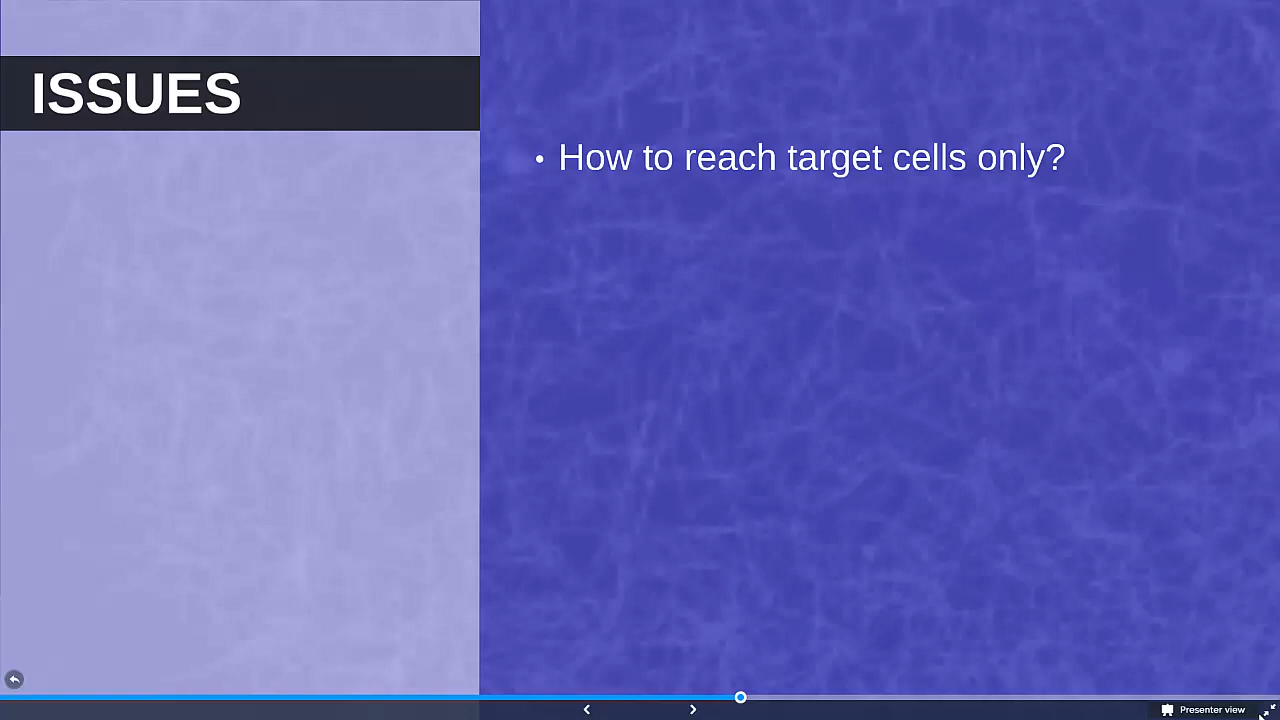 ISSUES
• How to reach target cells only?
Presenter view